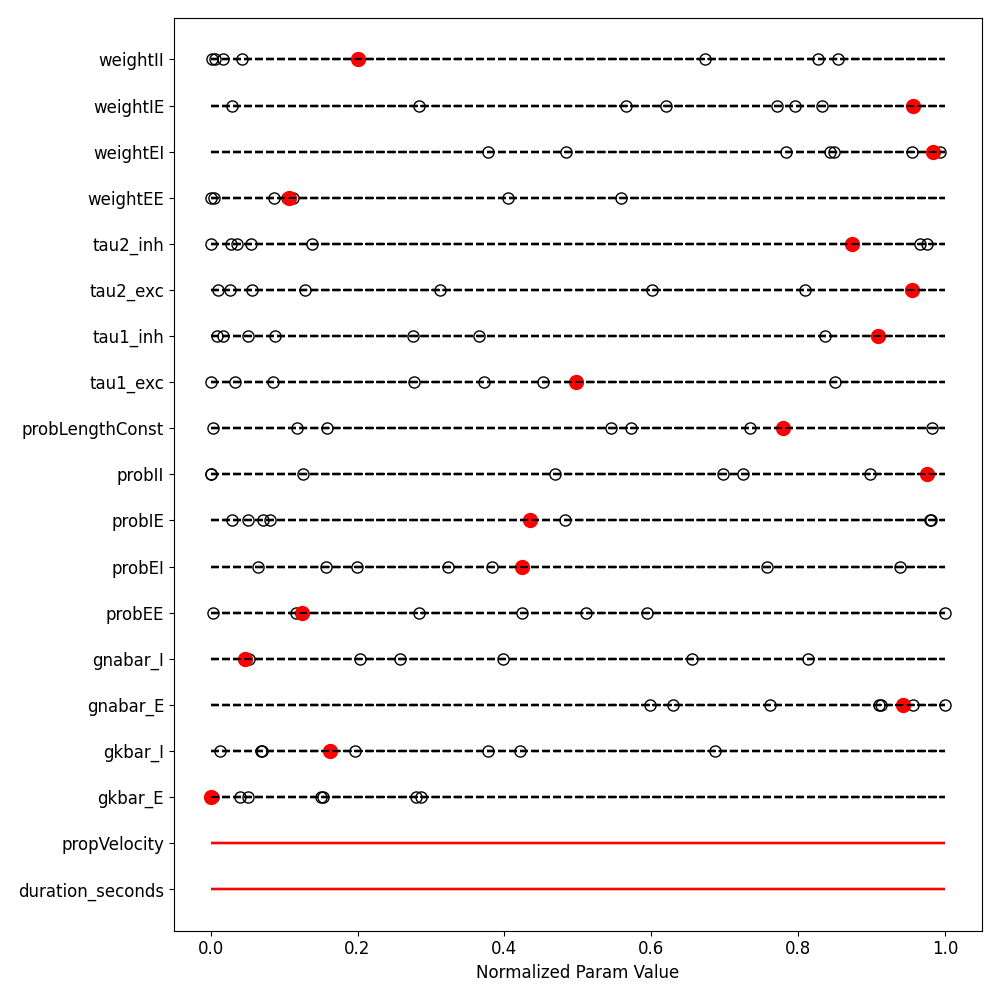 weightII
weightIE
weightEI
weightEE
tau2_inh
tau2_exc
tau1_inh
tau1_exc
probLengthConst
probII
probIE
probEI
probEE
gnabar_I
gnabar_E
gkbar_I
gkbar_E
propVelocity
duration_seconds
0.0 0.2 0.4 0.6 0.8 1.0
Normalized Param Value